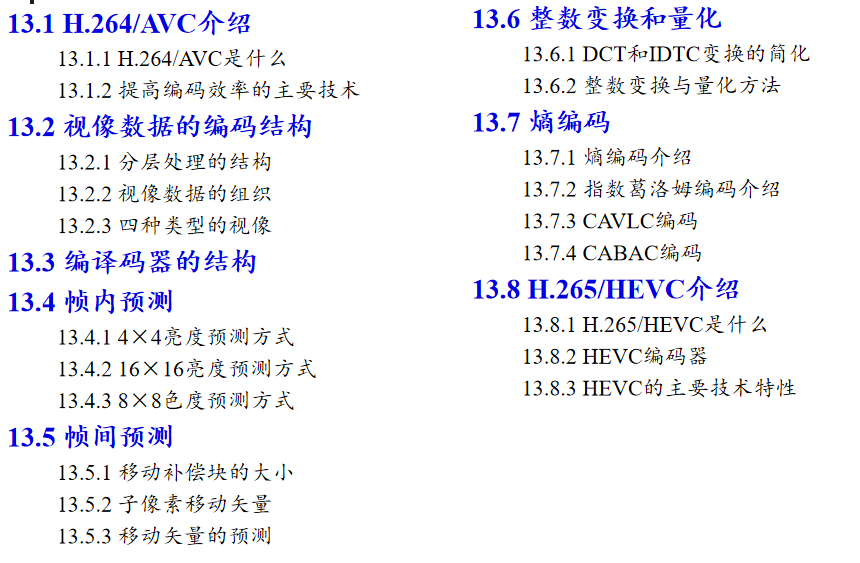 13.1 H.264/AVC介绍
13.1.1 H.264/AVC是什么
13.1.2 提高编码效率的主要技术
13.2 视像数据的编码结构
13.2.1 分层处理的结构
13.2.2 视像数据的组织
13.2.3 四种类型的视像
13.3 编译码器的结构
13.4 帧内预测
13.4.1 4×4亮度预测方式
13.4.2 16×16亮度预测方式
13.4.3 8×8色度预测方式
13.5 帧间预测
13.5.1 移动补偿块的大小
13.5.2 子像素移动矢量
13.5.3 移动矢量的预测
13.6 整数变换和量化
13.6.1 DCT和IDTC变换的简化
13.6.2 整数变换与量化方法
13.7 熵编码
13.7.1 熵编码介绍
13.7.2 指数葛洛姆编码介绍
13.7.3 CAVLC编码
13.7.4 CABAC编码
13.8 H.265/HEVC介绍
13.8.1 H.265/HEVC是什么
13.8.2 HEVC编码器
13.8.3 HEVC的主要技术特性